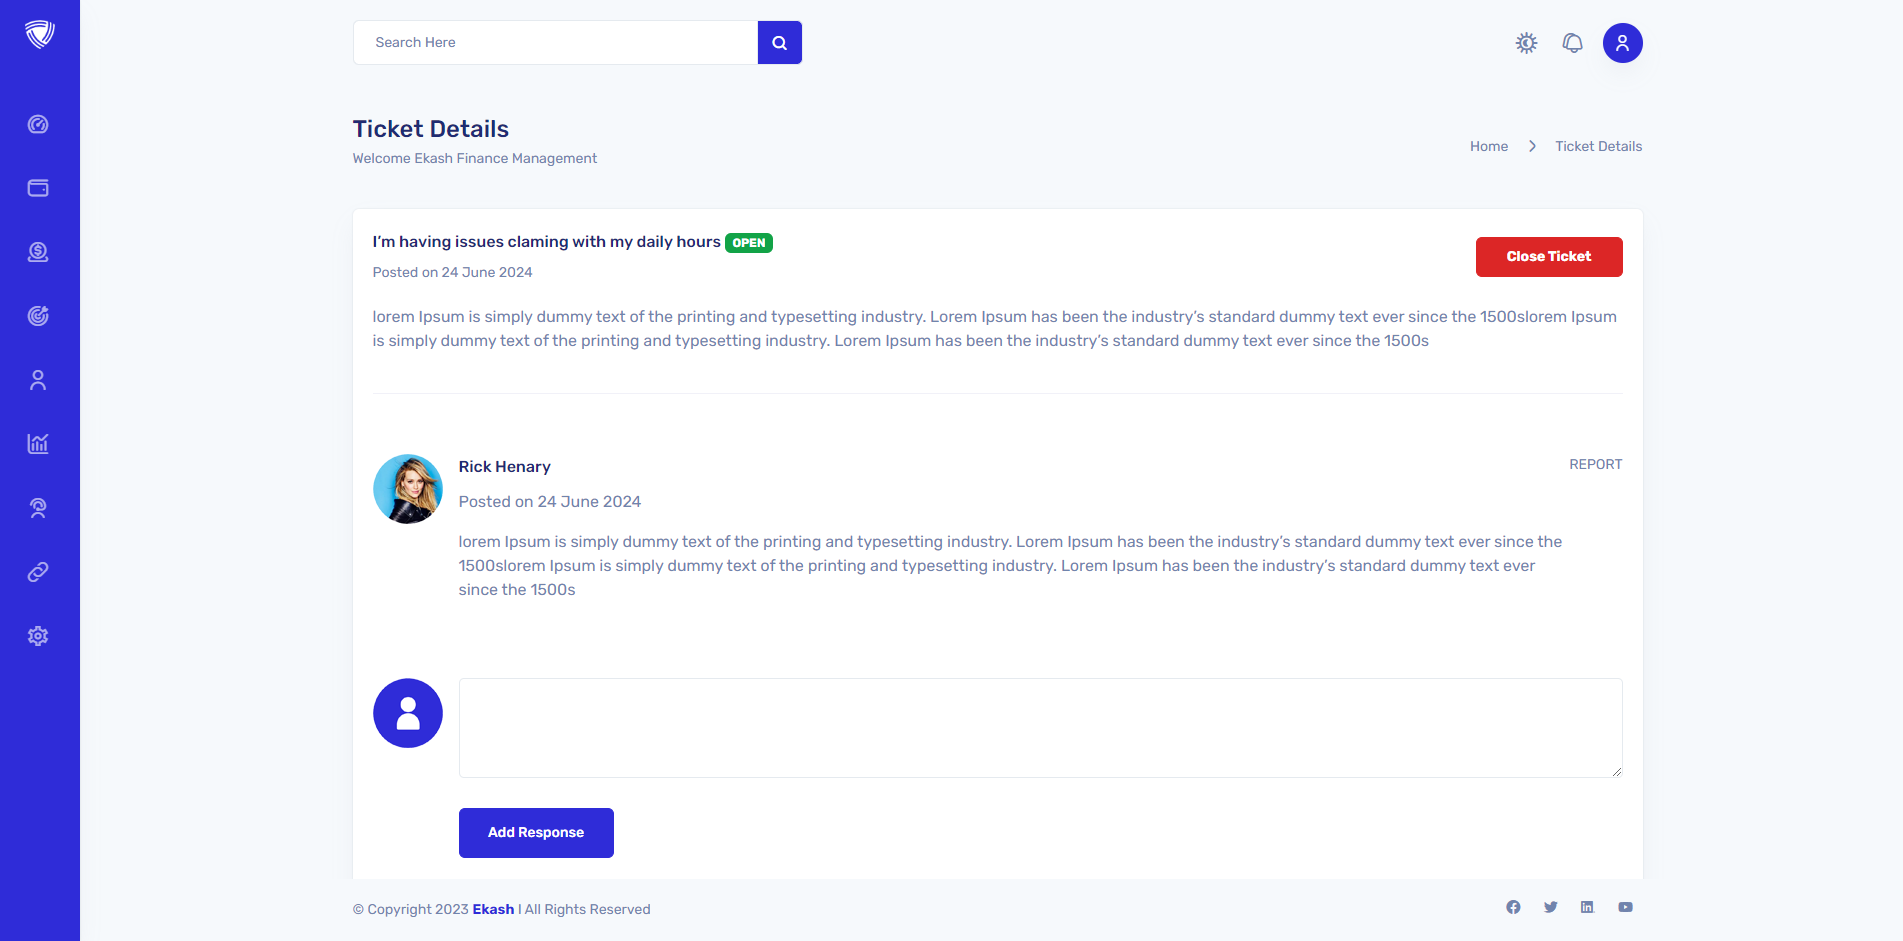 Search Here
Ticket Details
Welcome Ekash Finance Management
Home
Ticket Details
I’m having issues claming with my daily hours OPEN
Posted on 24 June 2024
Close Ticket
lorem Ipsum is simply dummy text of the printing and typesetting industry. Lorem Ipsum has been the industry’s standard dummy text ever since the 1500slorem Ipsum
is simply dummy text of the printing and typesetting industry. Lorem Ipsum has been the industry’s standard dummy text ever since the 1500s
Rick Henary
REPORT
Posted on 24 June 2024
lorem Ipsum is simply dummy text of the printing and typesetting industry. Lorem Ipsum has been the industry’s standard dummy text ever since the
1500slorem Ipsum is simply dummy text of the printing and typesetting industry. Lorem Ipsum has been the industry’s standard dummy text ever
since the 1500s
Add Response
© Copyright 2023 Ekash I All Rights Reserved